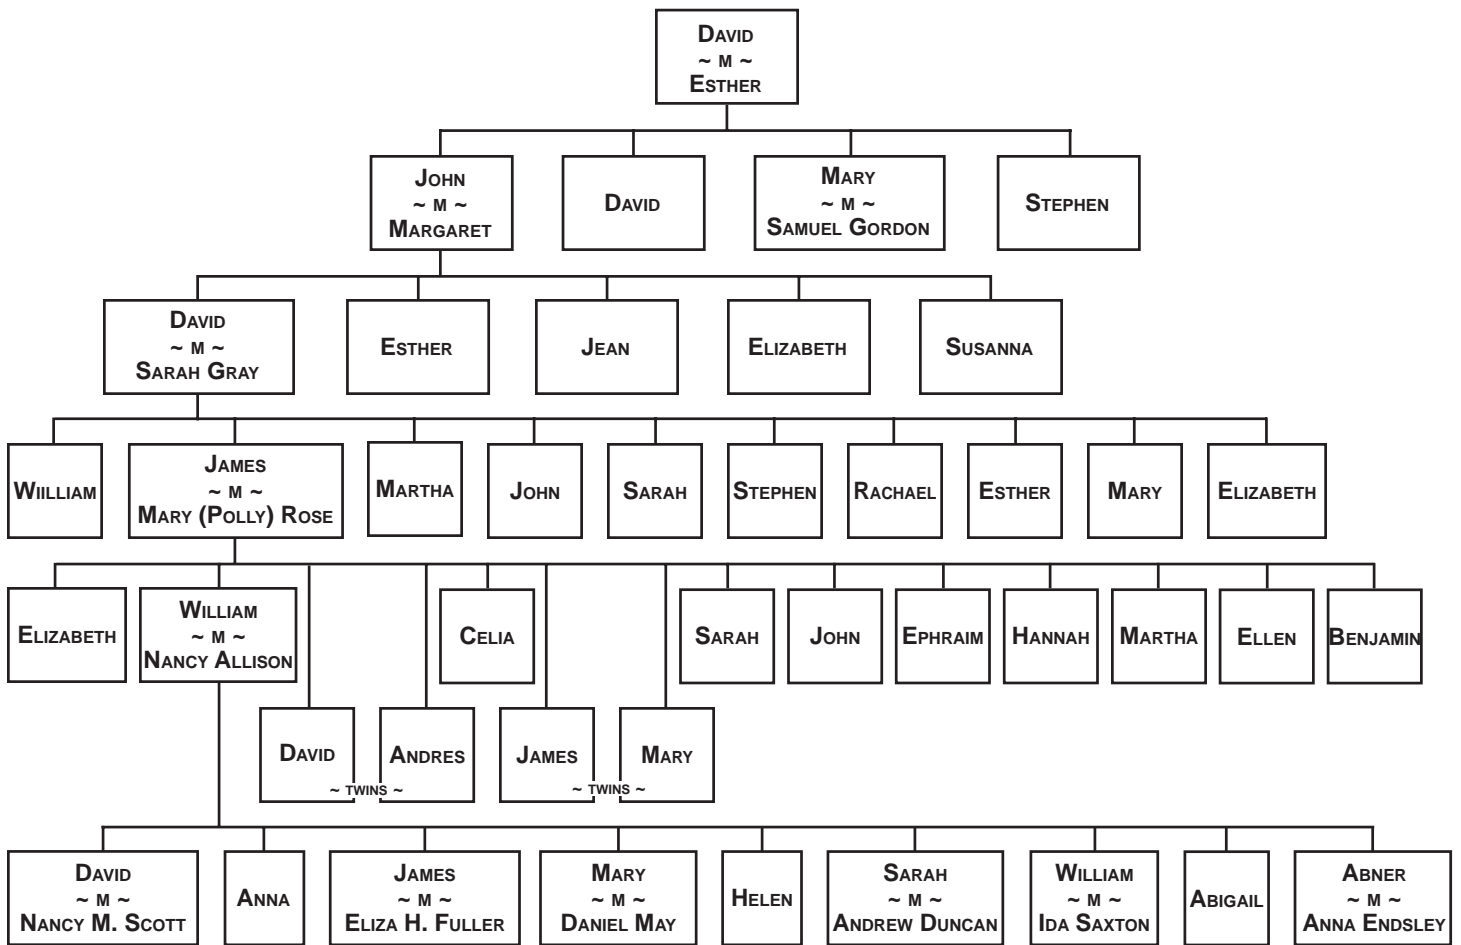 DAVID
~ M ~
ESTHER
JOHN
~ M ~
MARGARET
DAVID
MARY
~ M ~
SAMUEL GORDON
STEPHEN
DAVID
~ M ~
SARAH GRAY
ESTHER
JEAN
ELIZABETH
SUSANNA
WIILLIAM
JAMES
~ M ~
MARY (POLLY) ROSE
MARTHA
JOHN
SARAH
STEPHEN
RACHAEL
ESTHER
MARY
ELIZABETH
ELIZABETH
WILLIAM
~ M ~
NANCY ALLISON
CELIA
SARAH
JOHN
EPHRAIM
HANNAH
MARTHA
ELLEN
BENJAMIN
DAVID
ANDRES
~ TWINS ~
JAMES
MARY
~ TWINS ~
DAVID
~ M ~
NANCY M. SCOTT
ANNA
JAMES
~ M ~
ELIZA H. FULLER
MARY
~ M ~
DANIEL MAY
HELEN
SARAH
~ M ~
ANDREW DUNCAN
WILLIAM
~ M ~
IDA SAXTON
ABIGAIL
ABNER
~ M ~
ANNA ENDSLEY